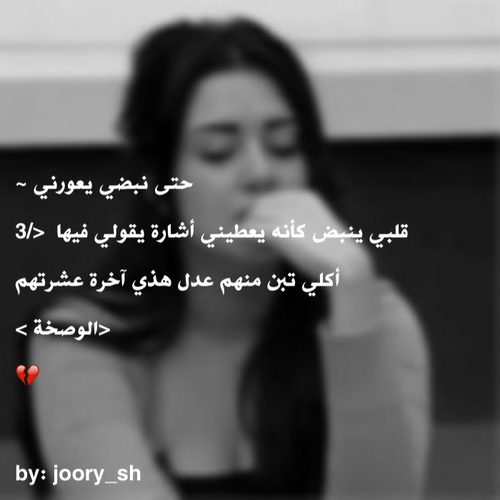 حتى نبضي يعورني ~
قلبي ينبض كأنه يعطيني أشارة يقولي فيها </3
أكلي تبن منهم عدل هذي آخرة عشرتهم
<الوصخة >
💔
by: joory_sh